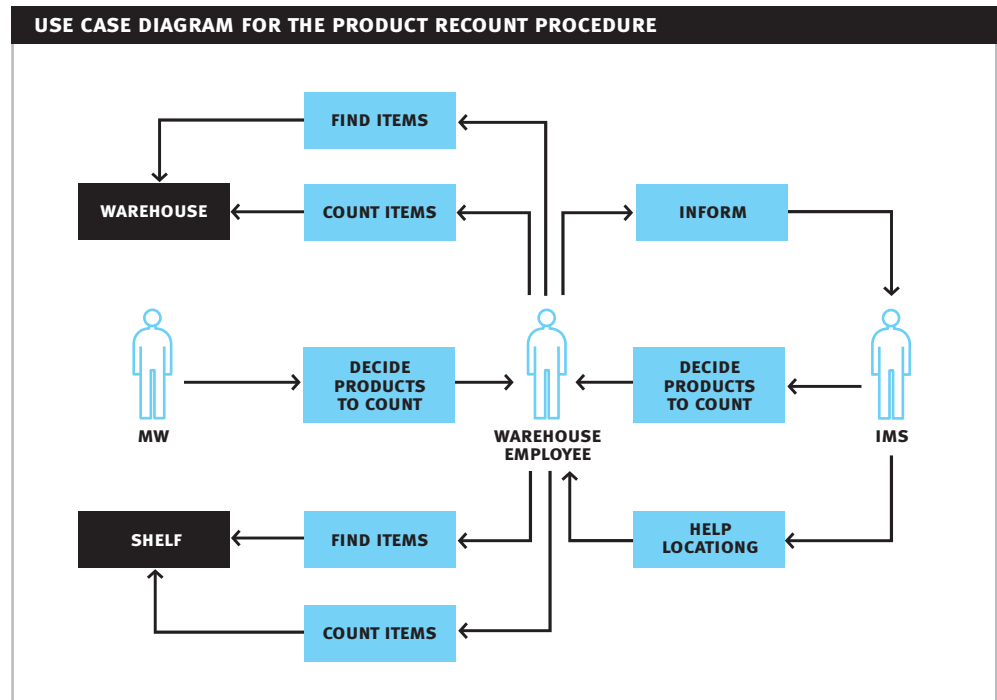 USE CASE DIAGRAM FOR THE PRODUCT RECOUNT PROCEDURE
FIND ITEMS
WAREHOUSE
COUNT ITEMS
INFORM
DECIDE
PRODUCTS
TO COUNT
DECIDE
PRODUCTS
TO COUNT
MW
WAREHOUSE
EMPLOYEE
IMS
SHELF
FIND ITEMS
HELP
LOCATIONG
COUNT ITEMS